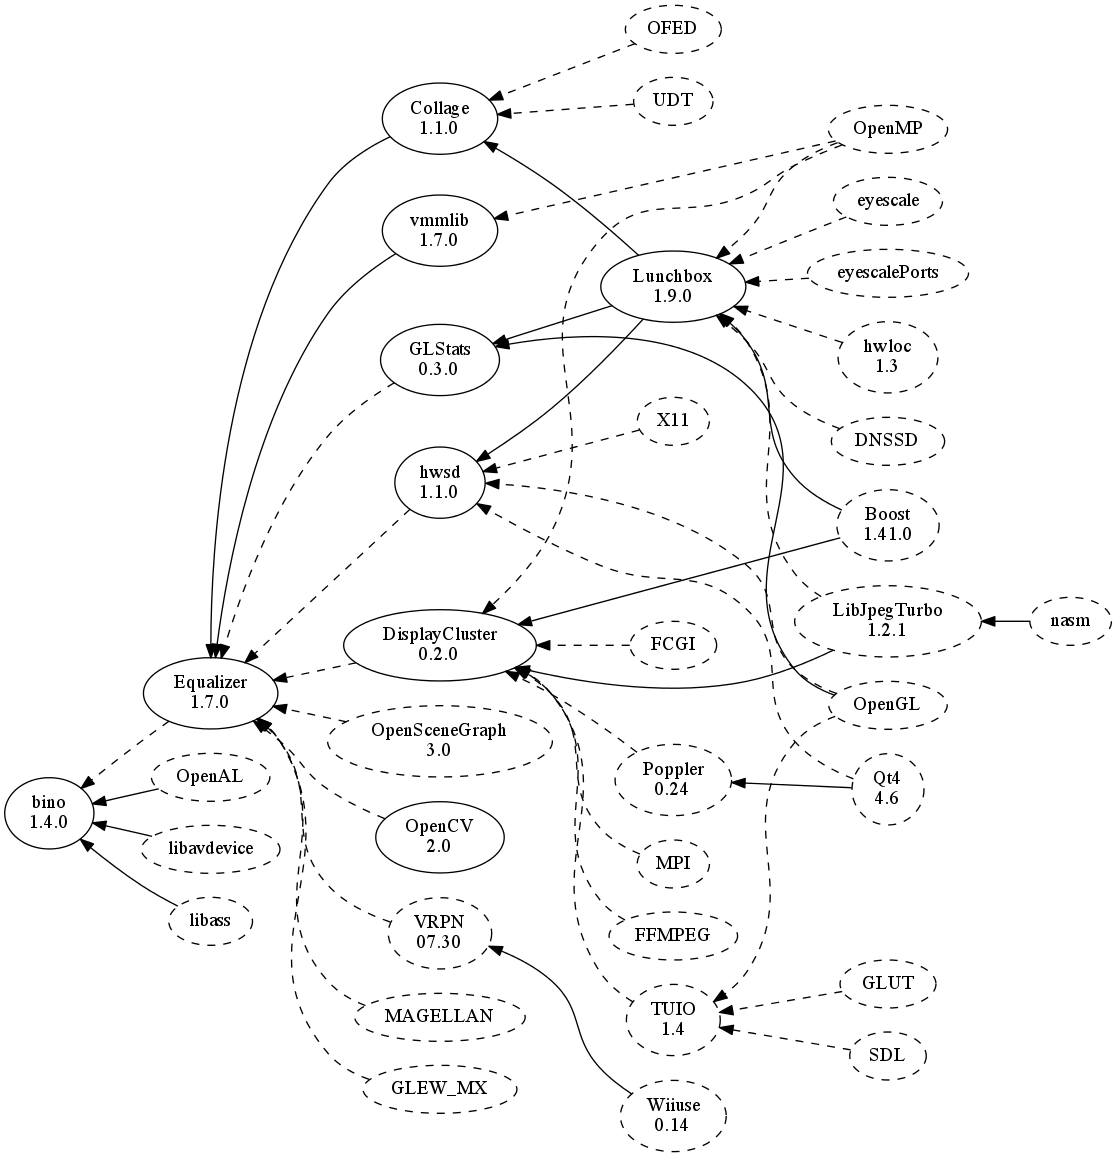 OFED
UDT
Collage
1.1.0
OpenMP
eyescale
vmmlib
1.7.0
eyescalePorts
Lunchbox
1.9.0
hwloc
1.3
GLStats
0.3.0
X11
DNSSD
hwsd
1.1.0
Boost
1.41.0
LibJpegTurbo
1.2.1
nasm
DisplayCluster
0.2.0
FCGI
Equalizer
1.7.0
OpenGL
OpenSceneGraph
3.0
Poppler
0.24
Qt4
4.6
OpenAL
bino
1.4.0
OpenCV
2.0
libavdevice
MPI
libass
VRPN
07.30
FFMPEG
GLUT
MAGELLAN
TUIO
1.4
SDL
GLEW_MX
Wiiuse
0.14